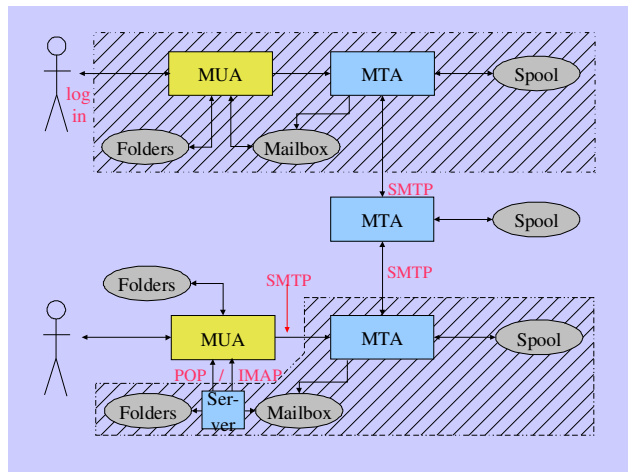 MUA
MTA
Spool
log
in
Folders
Mailbox
SMTP
MTA
Spool
SMTP
Folders
SMTP
MUA
MTA
Spool
POP / IMAP
Folders
Ser-
ver
Mailbox